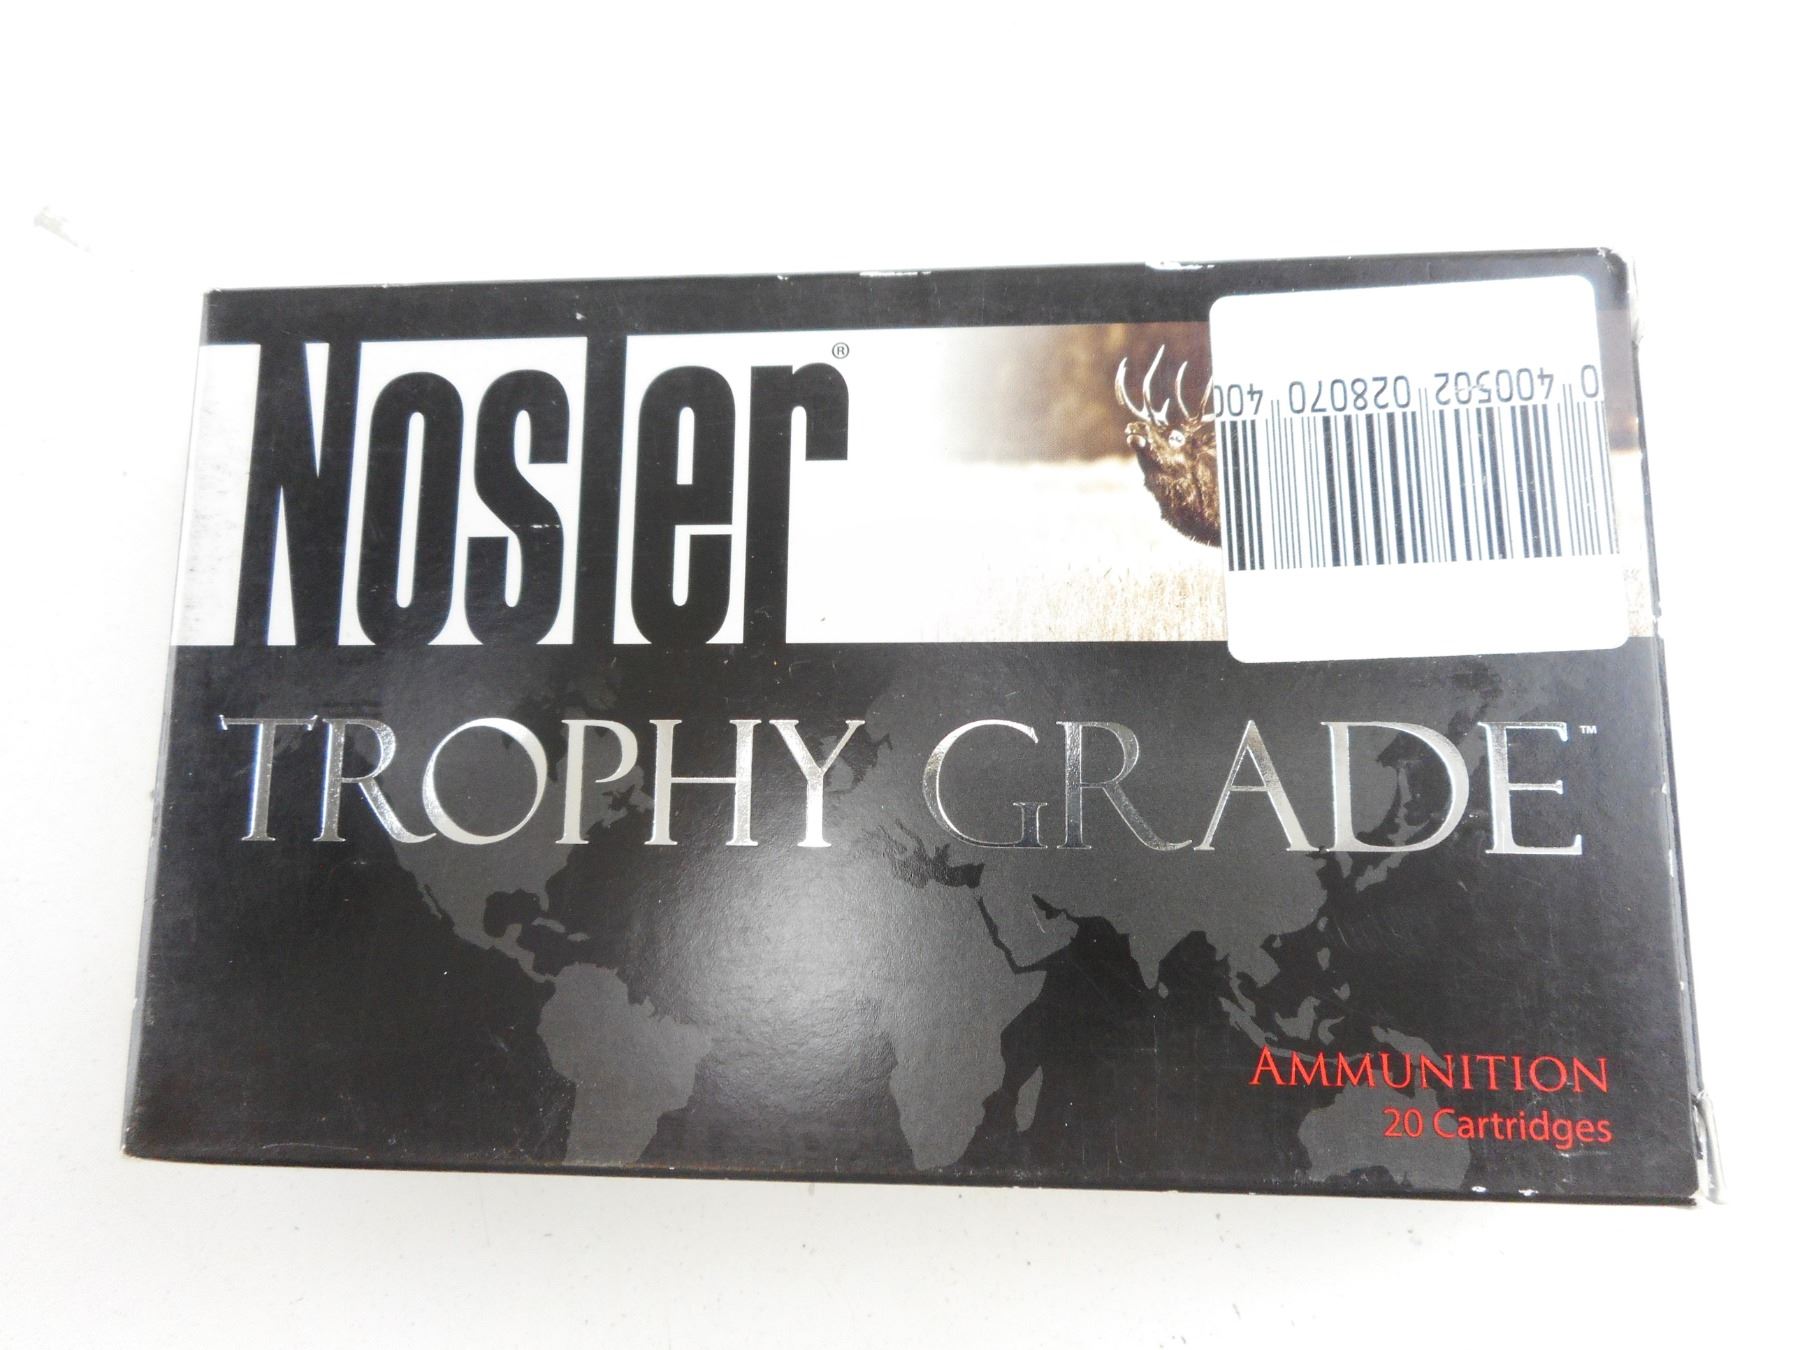 Nosler®
0 400502 028070 400
TROPHY GRADE™
AMMUNITION
20 Cartridges